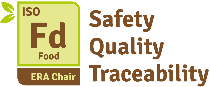 ISO
Fd
Food
ERA Chair
Safety
Quality
Traceability